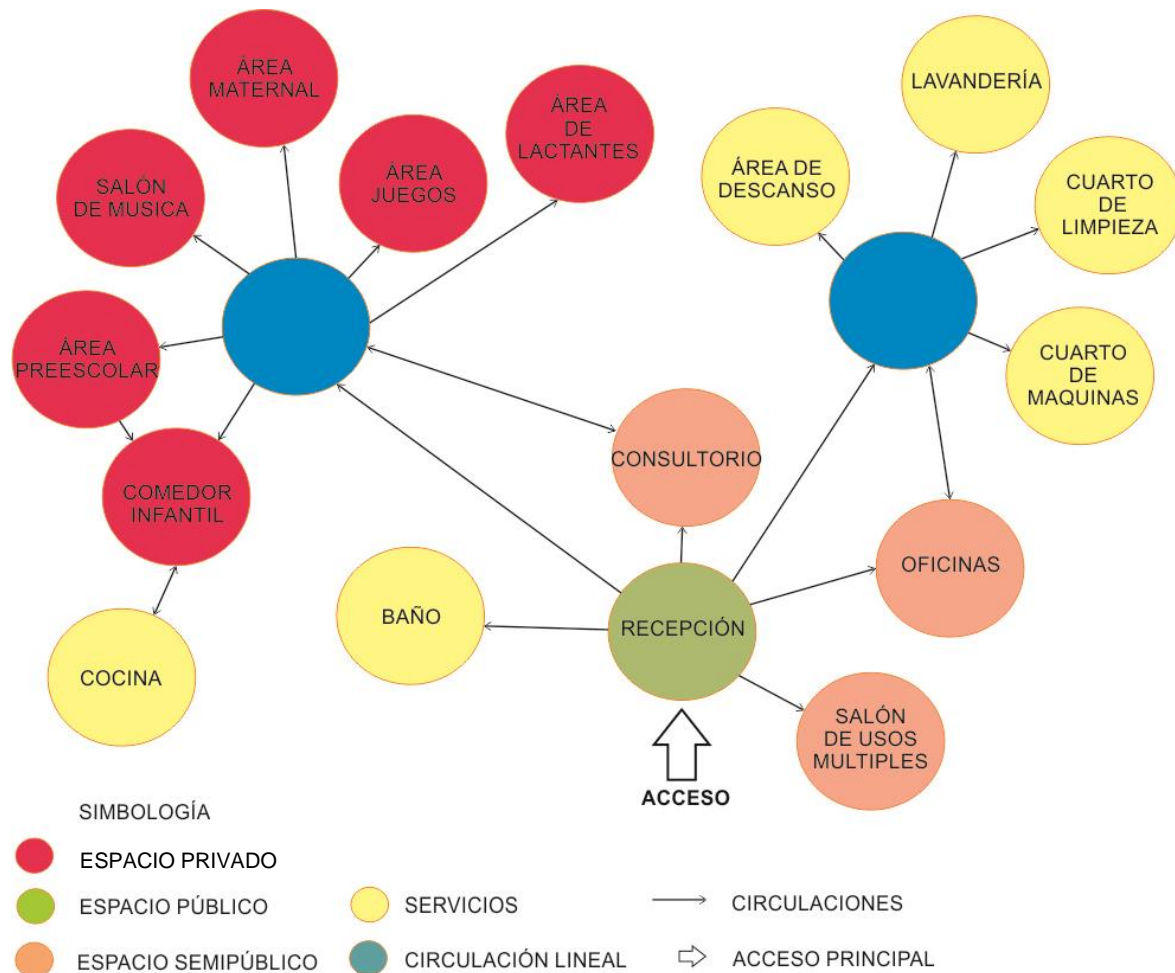 ÁREA
MATERNAL
ÁREA
DE
LACTANTES
LAVANDERÍA
SALÓN
DE MUSICA
ÁREA
JUEGOS
ÁREA DE
DESCANSO
CUARTO
DE
LIMPIEZA
ÁREA
PREESCOLAR
CUARTO
DE
MAQUINAS
CONSULTORIO
COMEDOR
INFANTIL
OFICINAS
BAÑO
RECEPCIÓN
COCINA
SALÓN
DE USOS
MULTIPLES
ACCESO
SIMBOLOGÍA
ESPACIO PRIVADO
ESPACIO PÚBLICO
SERVICIOS
CIRCULACIONES
ESPACIO SEMIPÚBLICO
CIRCULACIÓN LINEAL
ACCESO PRINCIPAL